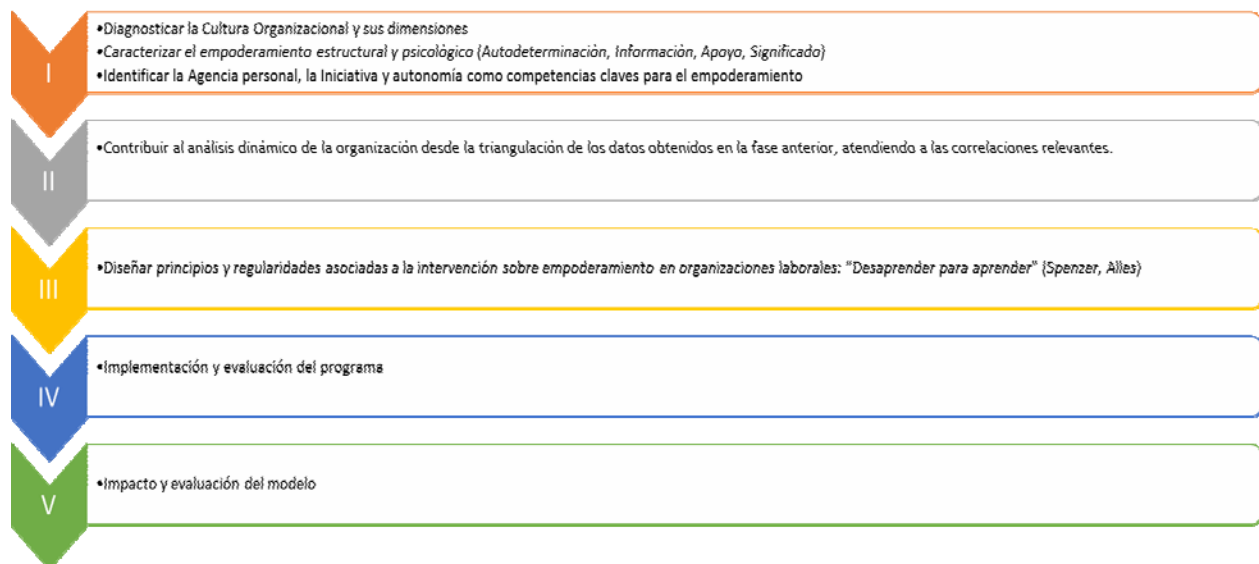 I
•Diagnosticar la Cultura Organizacional y sus dimensiones
•Caracterizar el empoderamiento estructural y psicológico (Autodeterminación, Información, Apoyo, Significado)
•Identificar la Agencia personal, la Iniciativa y autonomía como competencias claves para el empoderamiento
II
•Contribuir al análisis dinámico de la organización desde la triangulación de los datos obtenidos en la fase anterior, atendiendo a las correlaciones relevantes.
III
•Diseñar principios y regularidades asociadas a la intervención sobre empoderamiento en organizaciones laborales: "Desaprender para aprender" (Spenzer, Alles)
IV
•Implementación y evaluación del programa
V
•Impacto y evaluación del modelo